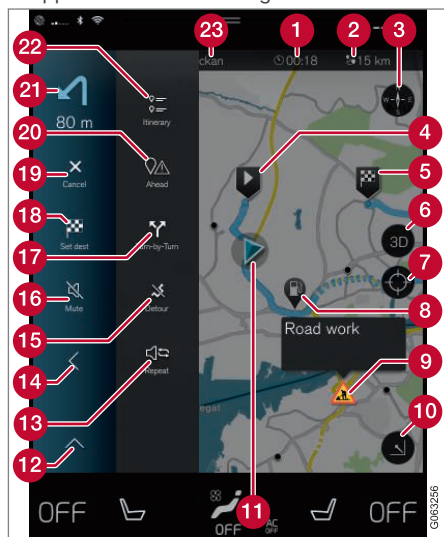 22
23
1
2
3
ckan
00:18
15 km
W
E
21
80 m
Itinerary
4
20
5
19
Cancel
Ahead
18
6
3D
Set dest
17
Turn-by-Turn
7
16
Mute
15
Detour
8
Road work
14
Repeat
9
13
egat
10
12
11
OFF
OFF
AC
OFF
OFF
G063256